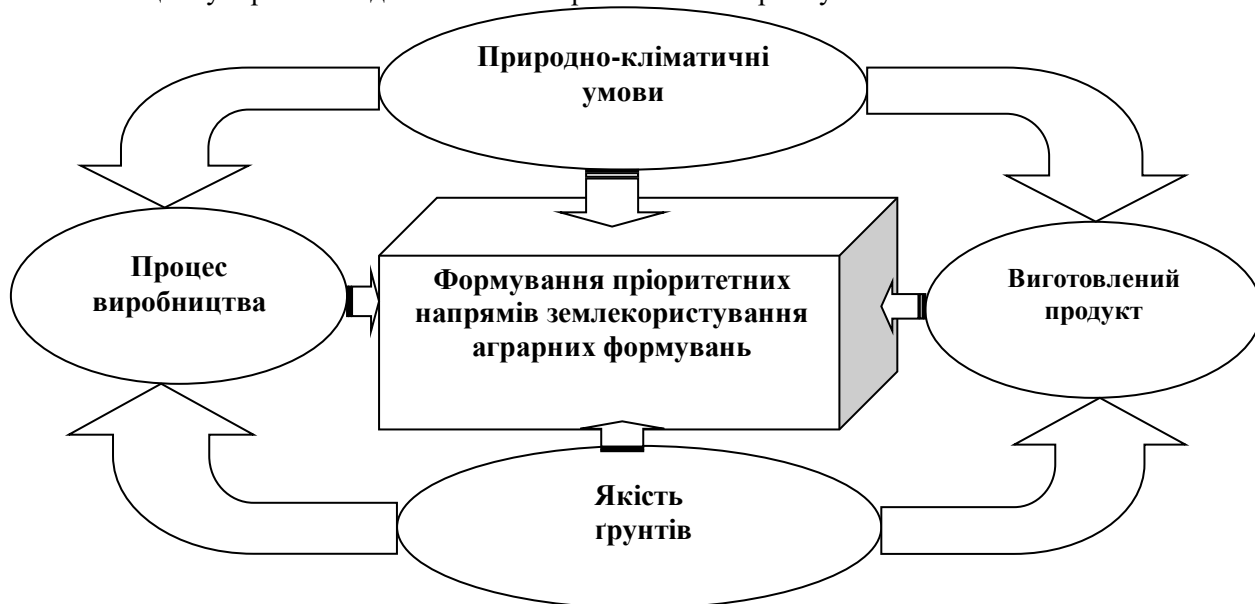 Природно-кліматичні
умови
Процес
виробництва
Формування пріоритетних
напрямів землекористування
аграрних формувань
Виготовлений
продукт
Якість
ґрунтів